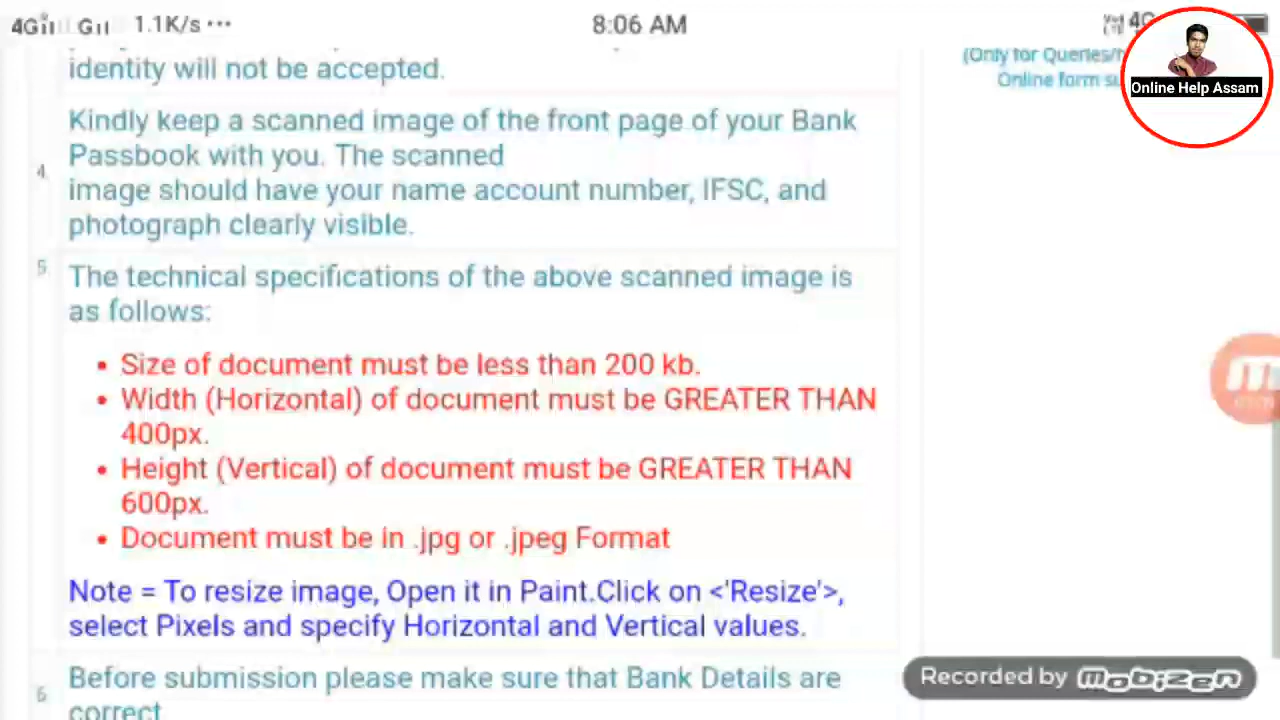 4G G 1.1K/s ...
8:06 AM
4G
(Only for Queries/
Online form
Online Help Assam
identity will not be accepted.
4
Kindly keep a scanned image of the front page of your Bank
Passbook with you. The scanned
image should have your name account number, IFSC, and
photograph clearly visible.
5
The technical specifications of the above scanned image is
as follows:
• Size of document must be less than 200 kb.
• Width (Horizontal) of document must be GREATER THAN
400px.
• Height (Vertical) of document must be GREATER THAN
600px.
• Document must be in .jpg or .jpeg Format
Note = To resize image, Open it in Paint.Click on <'Resize'>,
select Pixels and specify Horizontal and Vertical values.
6
Before submission please make sure that Bank Details are
correct
Recorded by mobizen